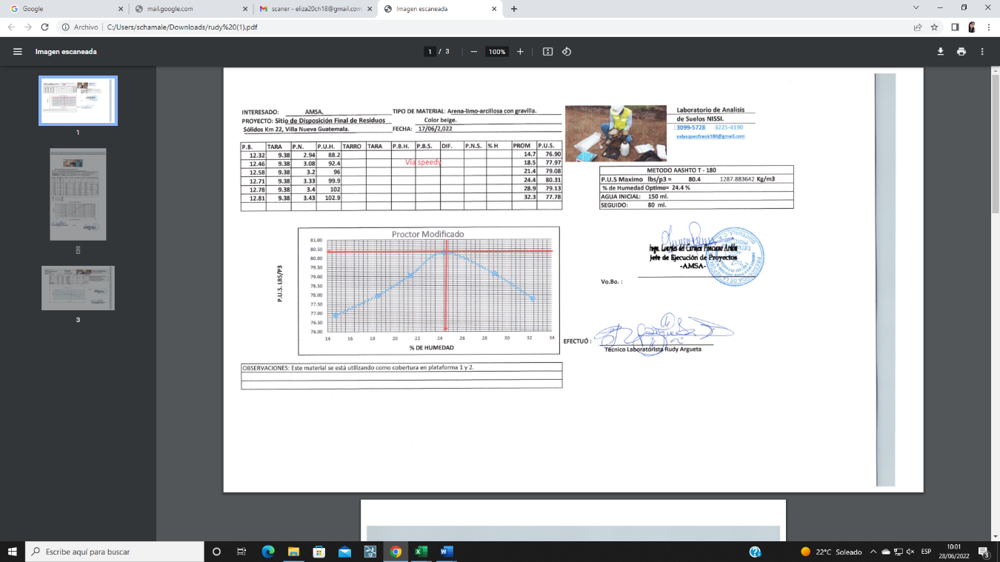 Google
mail.google.com
scaner - eliza20ch18@gmail.com
Imagen escaneada
Archivo
C:/Users/schamale/Downloads/rudy%20(1).pdf
Imagen escaneada
1 / 3
100%
1
2
3
INTERESADO: AMSA.
PROYECTO: Sitio de Disposición Final de Residuos
Sólidos Km 22, Villa Nueva Guatemala.
TIPO DE MATERIAL: Arena-limo-arcillosa con gravilla.
Color beige.
FECHA: 17/06/2,022
Laboratorio de Analisis
de Suelos NISSI.
:3099-5728 3225-4190
velasquezfrank180@gmail.com
P.B. TARA P.N. P.U.H. TARRO TARA P.B.H. P.B.S. DIF. P.N.S. % H PROM P.U.S.
12.32 9.38 2.94 88.2 14.7 76.90
12.46 9.38 3.08 92.4 18.5 77.97
12.58 9.38 3.2 96 21.4 79.08
12.71 9.38 3.33 99.9 24.4 80.31
12.78 9.38 3.4 102 28.9 79.13
12.81 9.38 3.43 102.9 32.3 77.78
Via speedy
METODO AASHTO T - 180
P.U.S Maximo lbs/p3 = 80.4 1287.883642 Kg/m3
% de Humedad Optimo= 24.4 %
AGUA INICIAL: 150 ml.
SEGUIDO: 80 ml.
Proctor Modificado
P.U.S. LBS/P3
81.00
80.50
80.00
79.50
79.00
78.50
78.00
77.50
77.00
76.50
76.00
14 16 18 20 22 24 26 28 30 32 34
% DE HUMEDAD
Inga. Lourdes del Carmen Ponciano Ardón
Jefe de Ejecución de Proyectos
-AMSA-
Vo.Bo. :
EFECTUÓ :
Técnico Laboratorista Rudy Argueta
OBSERVACIONES: Este material se está utilizando como cobertura en plataforma 1 y 2.
Escribe aquí para buscar
22°C Soleado
ESP
10:01
28/06/2022
3